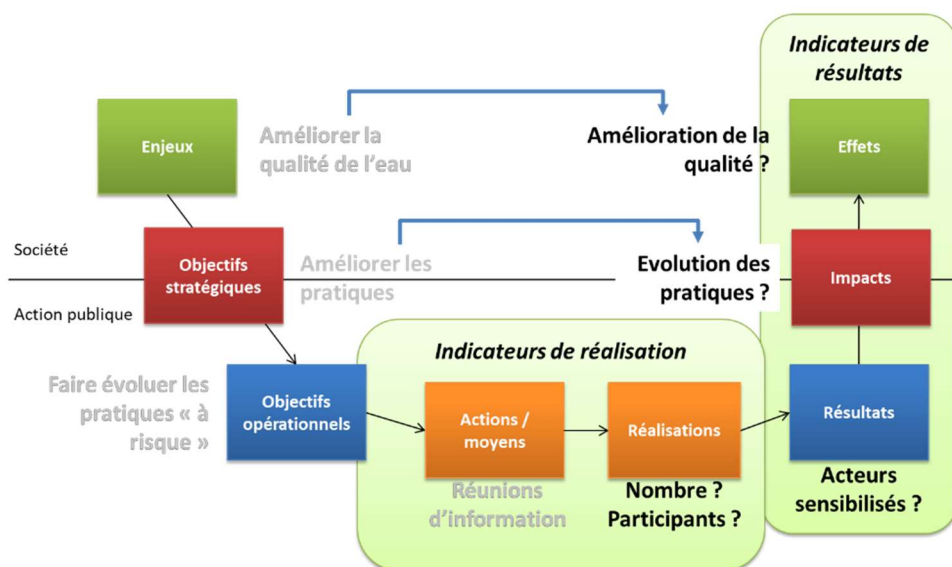 Indicateurs de
résultats
Enjeux
Améliorer la
qualité de l'eau
Amélioration de la
qualité ?
Effets
Société
Objectifs
stratégiques
Améliorer les
pratiques
Evolution des
pratiques ?
Impacts
Action publique
Indicateurs de réalisation
Faire évoluer les
pratiques « à
risque »
Objectifs
opérationnels
Actions /
moyens
Réalisations
Résultats
Réunions
d'information
Nombre ?
Participants ?
Acteurs
sensibilisés ?